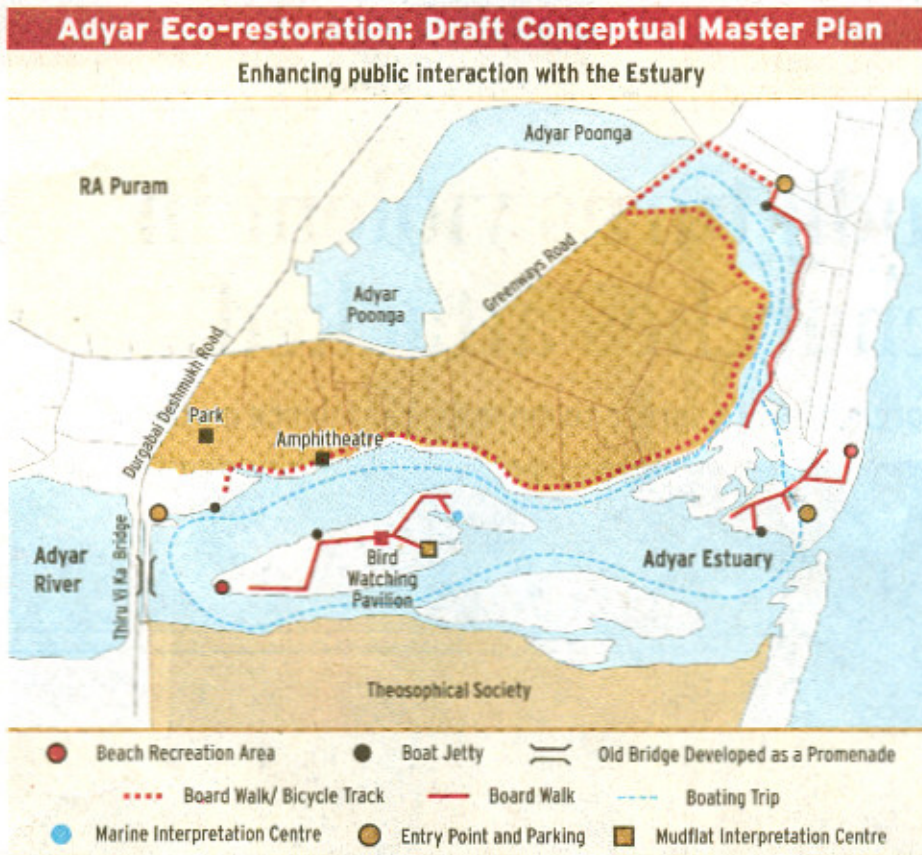 Adyar Eco-restoration: Draft Conceptual Master Plan
Enhancing public interaction with the Estuary
Adyar Poonga
RA Puram
Greenways Road
Adyar
Poonga
Durgabai Deshmukh Road
Park
Amphitheatre
Adyar
River
Thiru Vi Ka Bridge
Bird
Watching
Pavilion
Adyar Estuary
Theosophical Society
Beach Recreation Area
Boat Jetty
Old Bridge Developed as a Promenade
Board Walk/ Bicycle Track
Board Walk
Boating Trip
Marine Interpretation Centre
Entry Point and Parking
Mudflat Interpretation Centre